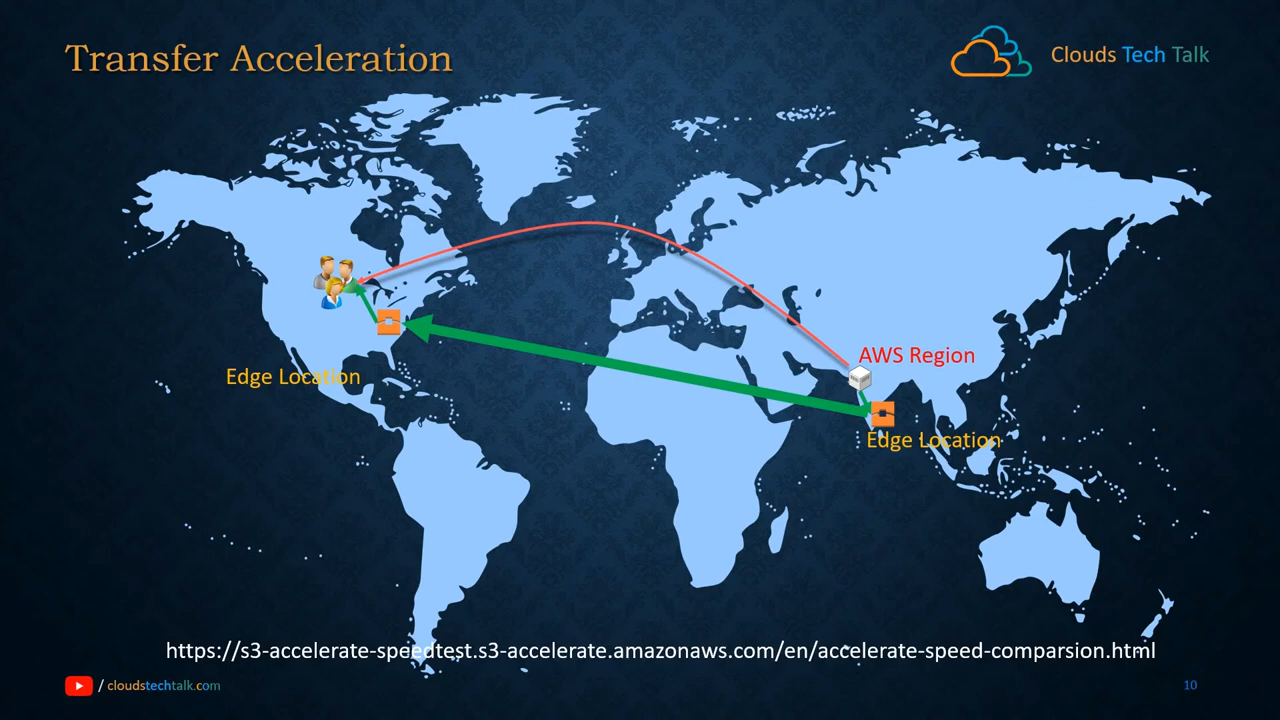 Transfer Acceleration
Clouds Tech Talk
AWS Region
Edge Location
Edge Location
https://s3-accelerate-speedtest.s3-accelerate.amazonaws.com/en/accelerate-speed-comparsion.html
/ cloudstechtalk.com
10